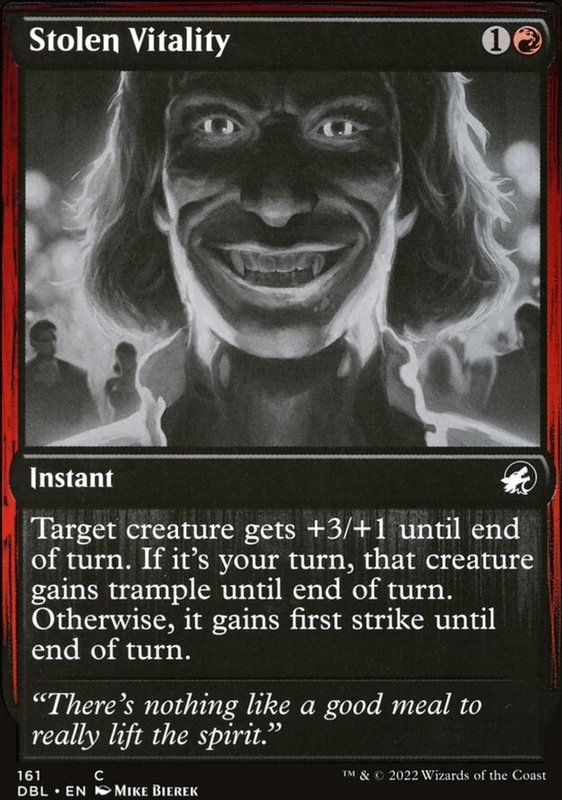 Stolen Vitality
1
Instant
Target creature gets +3/+1 until end
of turn. If it's your turn, that creature
gains trample until end of turn.
Otherwise, it gains first strike until
end of turn.
"There's nothing like a good meal to
really lift the spirit."
161 C
DBL • EN Mike Bierek
™ & © 2022 Wizards of the Coast